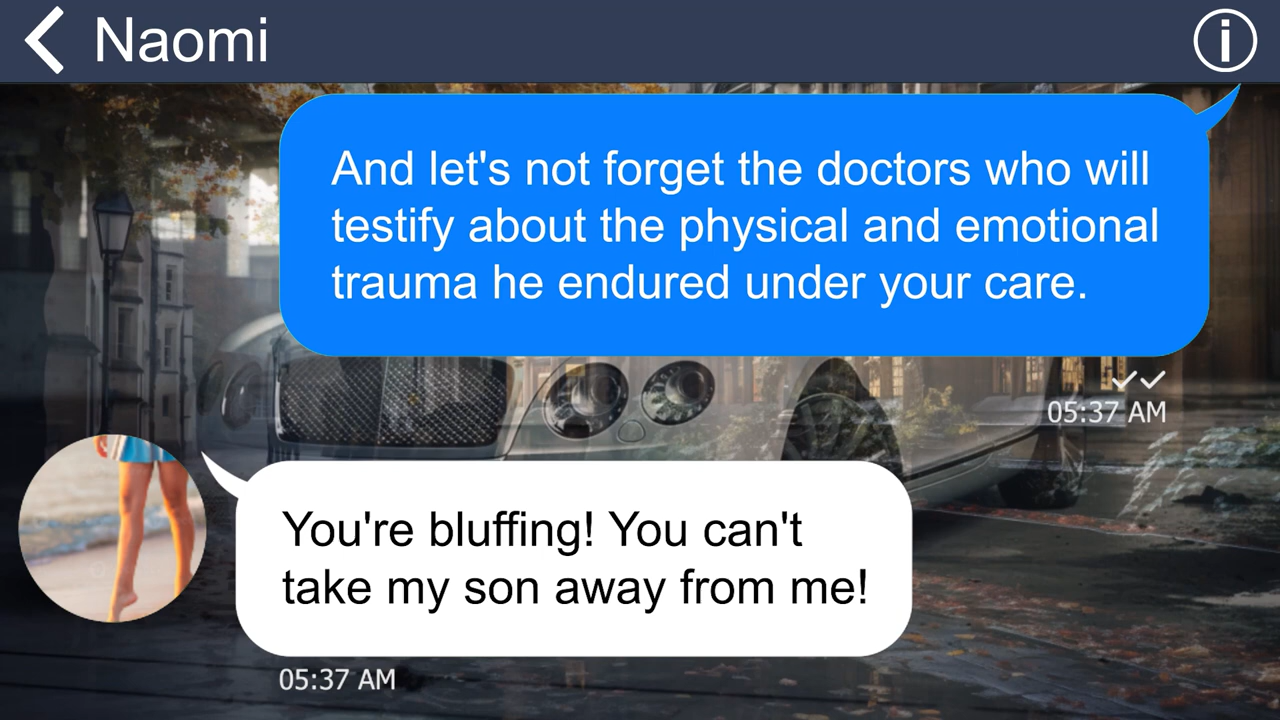 Naomi
And let's not forget the doctors who will
testify about the physical and emotional
trauma he endured under your care.
05:37 AM
You're bluffing! You can't
take my son away from me!
05:37 AM